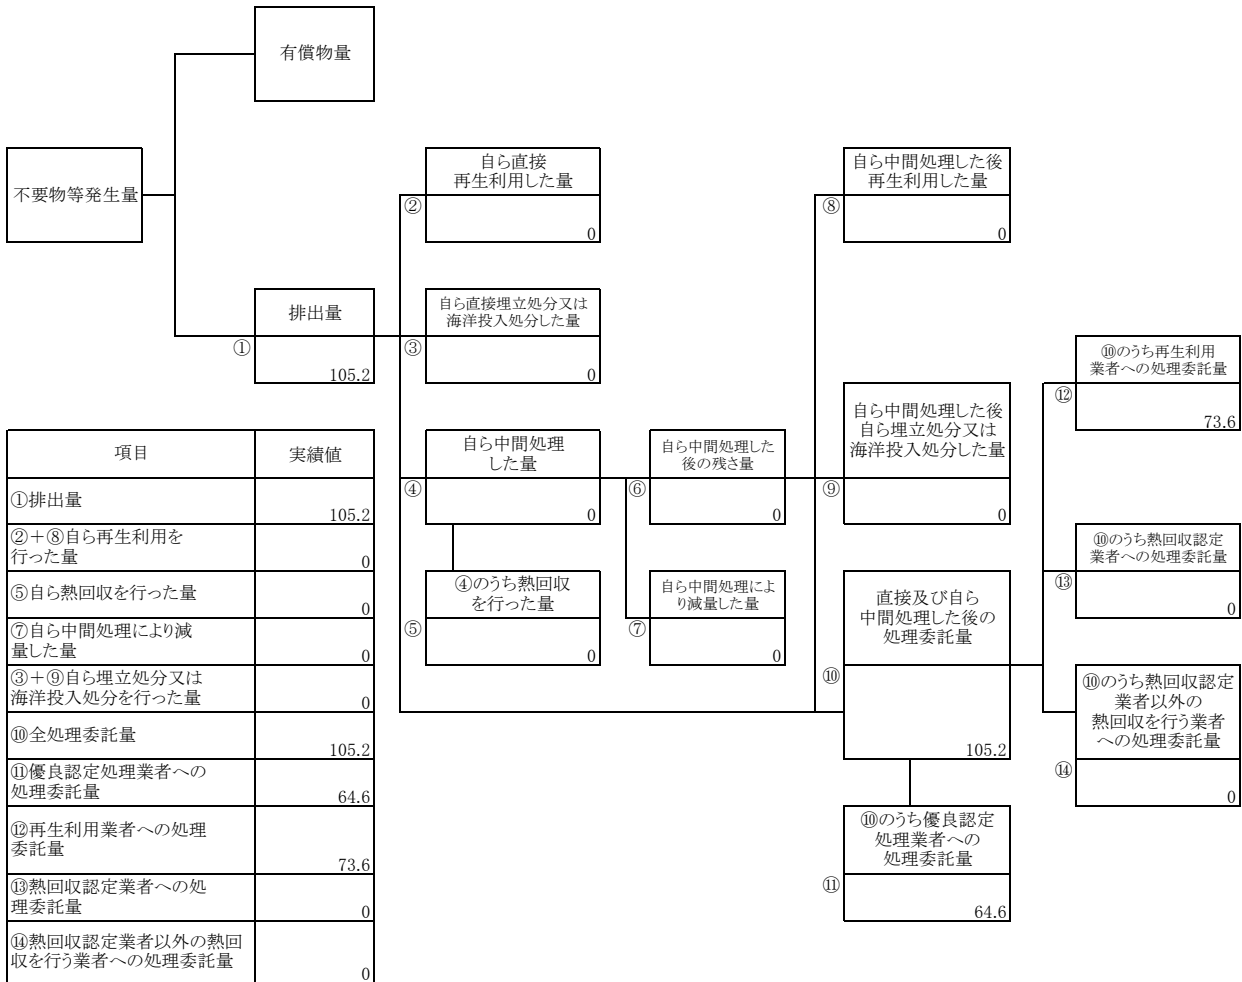 有償物量
不要物等発生量
自ら直接
再生利用した量
②
0
自ら中間処理した後
再生利用した量
⑧
0
排出量
①
105.2
自ら直接埋立処分又は
海洋投入処分した量
③
0
⑩のうち再生利用
業者への処理委託量
⑫
73.6
自ら中間処理した後
自ら埋立処分又は
海洋投入処分した量
⑨
0
自ら中間処理
した量
④
0
自ら中間処理した
後の残さ量
⑥
0
⑩のうち熱回収認定
業者への処理委託量
⑬
0
④のうち熱回収
を行った量
⑤
0
自ら中間処理によ
り減量した量
⑦
0
直接及び自ら
中間処理した後の
処理委託量
⑩
105.2
⑩のうち熱回収認定
業者以外の
熱回収を行う業者
への処理委託量
⑭
0
⑩のうち優良認定
処理業者への
処理委託量
⑪
64.6
項目
実績値
①排出量
105.2
②+⑧自ら再生利用を
行った量
0
⑤自ら熱回収を行った量
0
⑦自ら中間処理により減
量した量
0
③+⑨自ら埋立処分又は
海洋投入処分を行った量
0
⑩全処理委託量
105.2
⑪優良認定処理業者への
処理委託量
64.6
⑫再生利用業者への処理
委託量
73.6
⑬熱回収認定業者への処
理委託量
0
⑭熱回収認定業者以外の熱回
収を行う業者への処理委託量
0